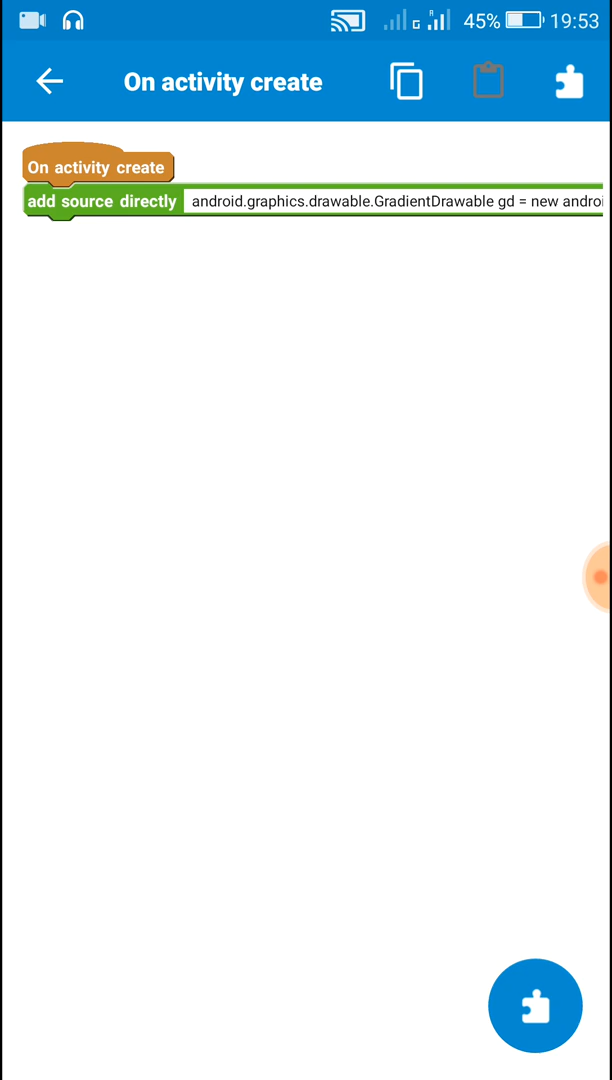 G R 45% 19:53
On activity create
On activity create
add source directly android.graphics.drawable.GradientDrawable gd = new androi